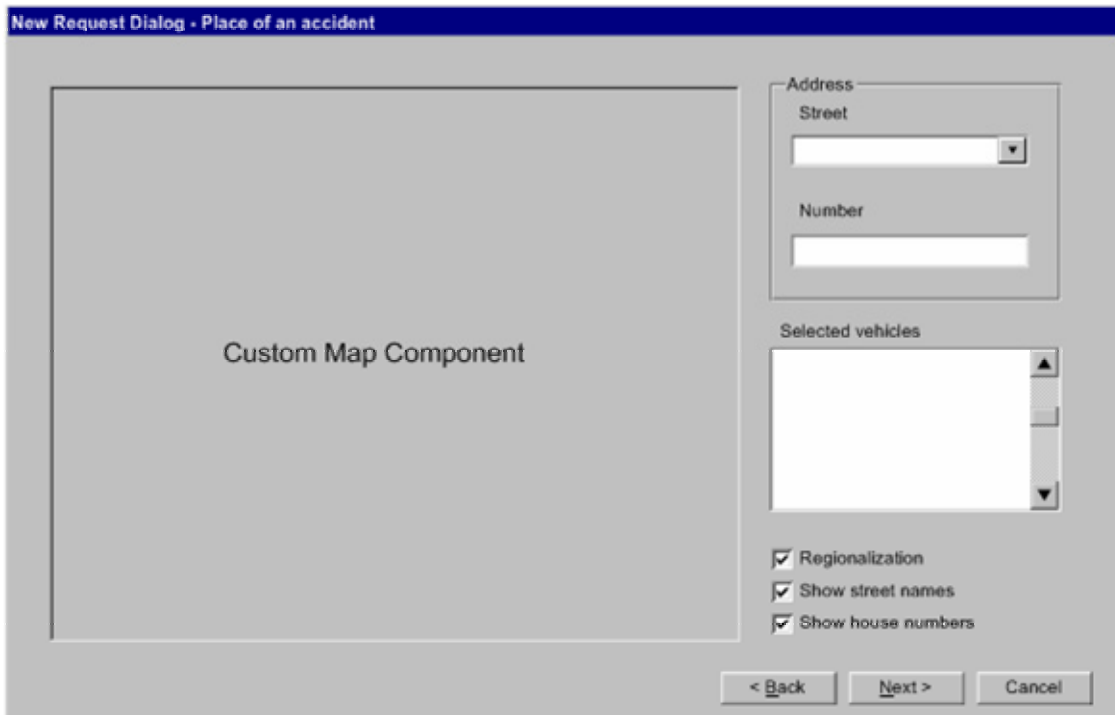 New Request Dialog - Place of an accident
Custom Map Component
Address
Street
Number
Selected vehicles
Regionalization
Show street names
Show house numbers
< Back
Next >
Cancel